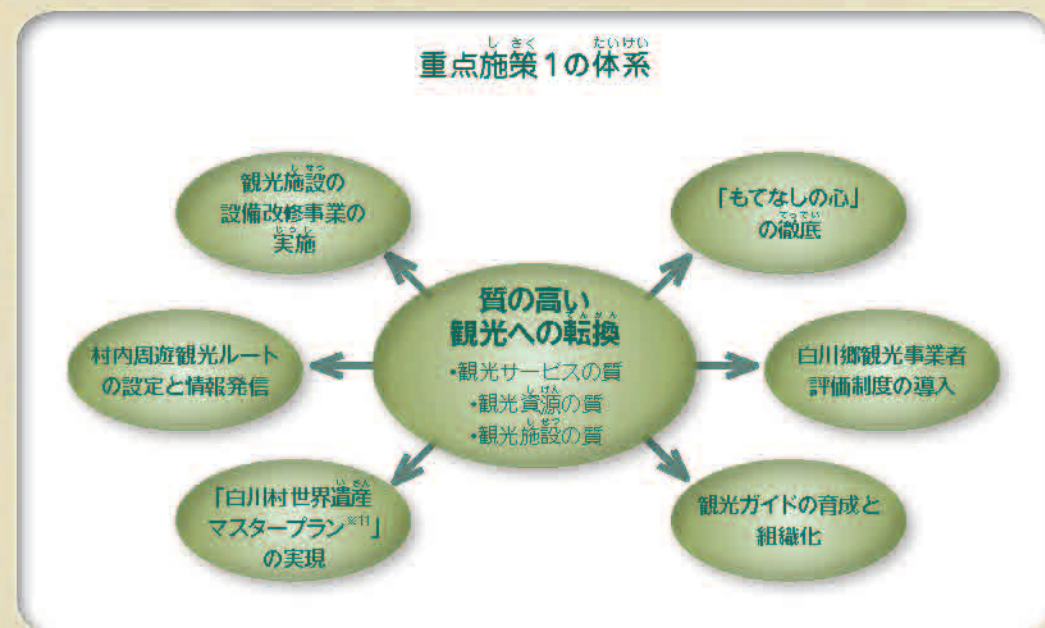 重点施策1の体系
観光施設の
設備改修事業の
実施
「もてなしの心」
の徹底
質の高い
観光への転換
・観光サービスの質
・観光資源の質
・観光施設の質
村内周遊観光ルート
の設定と情報発信
白川郷観光事業者
評価制度の導入
「白川村世界遺産
マスタープラン※11」
の実現
観光ガイドの育成と
組織化